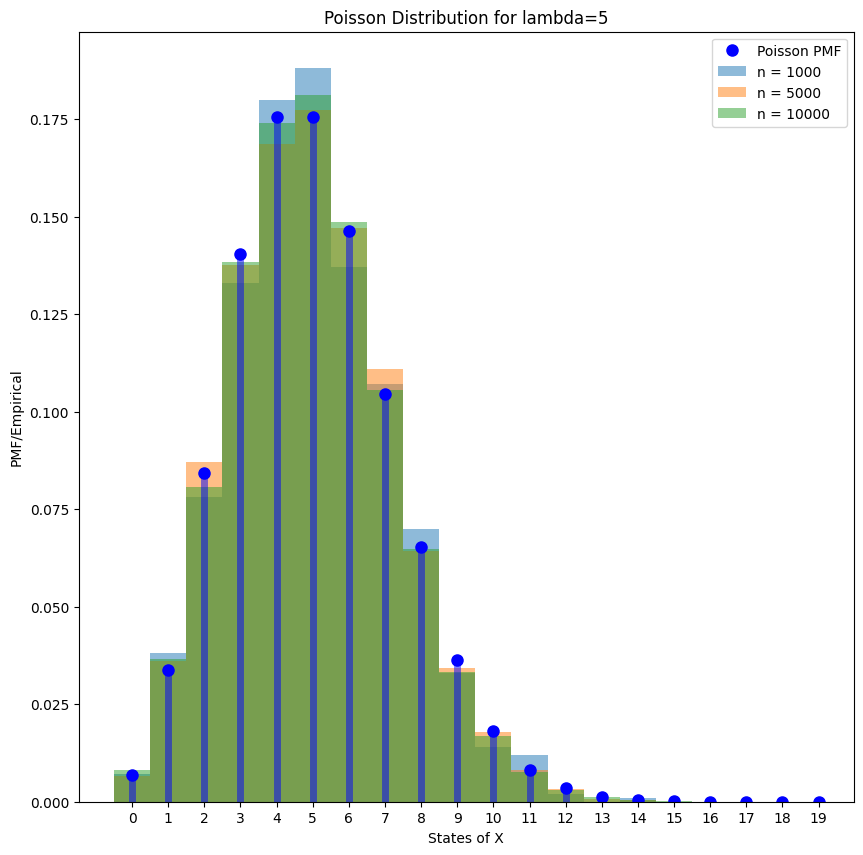 Poisson Distribution for lambda=5
Poisson PMF
n = 1000
n = 5000
n = 10000
PMF/Empirical
0.175
0.150
0.125
0.100
0.075
0.050
0.025
0.000
0 1 2 3 4 5 6 7 8 9 10 11 12 13 14 15 16 17 18 19
States of X